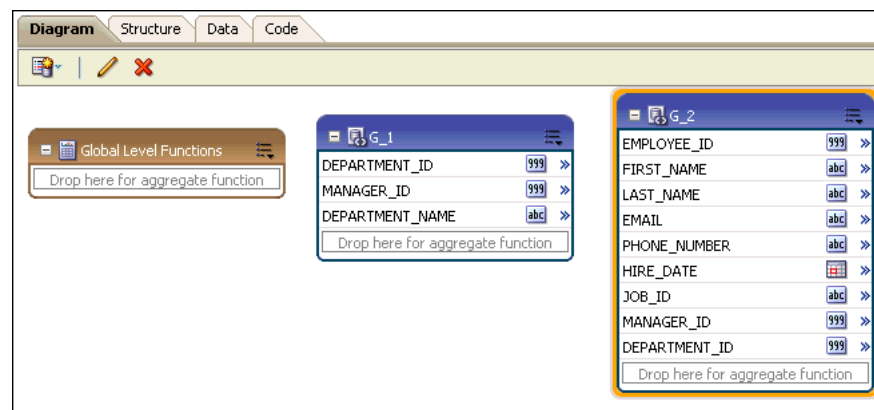 Diagram Structure Data Code
Global Level Functions
Drop here for aggregate function
G_1
DEPARTMENT_ID 999
MANAGER_ID 999
DEPARTMENT_NAME abc
Drop here for aggregate function
G_2
EMPLOYEE_ID 999
FIRST_NAME abc
LAST_NAME abc
EMAIL abc
PHONE_NUMBER abc
HIRE_DATE
JOB_ID abc
MANAGER_ID 999
DEPARTMENT_ID 999
Drop here for aggregate function